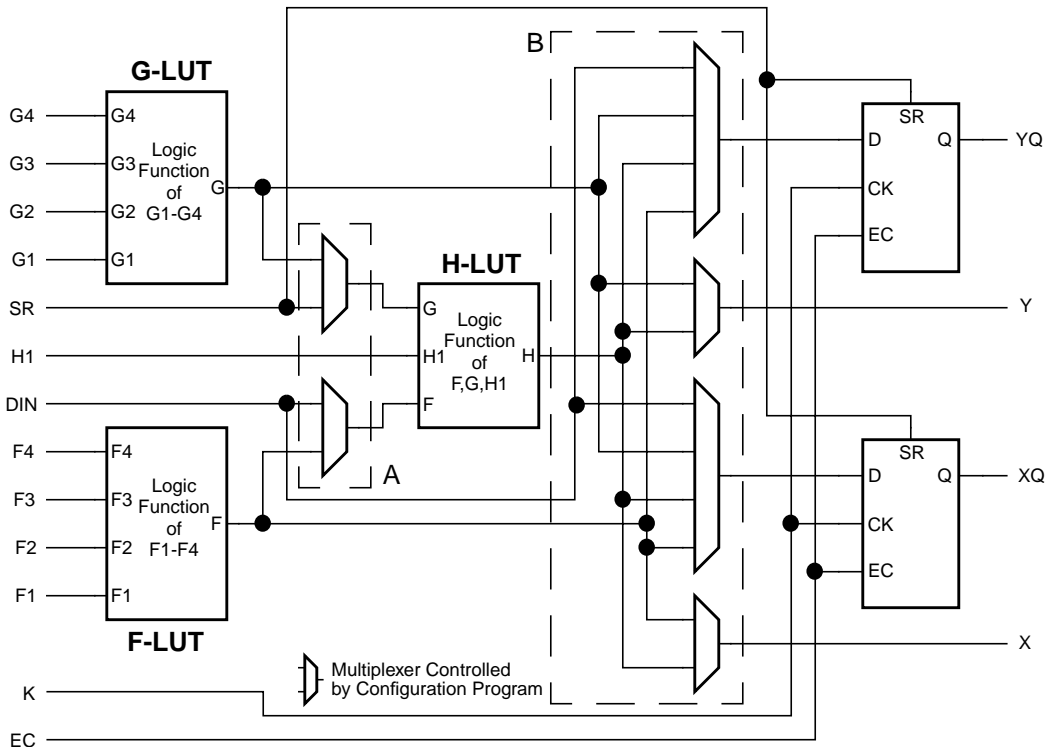 B
G-LUT
G4
G4
G3
G3
G2
G2
G1
G1
Logic
Function
of
G1-G4
G
SR
H1
DIN
H-LUT
G
H1
F
Logic
Function
of
F,G,H1
H
A
F4
F4
F3
F3
F2
F2
F1
F1
Logic
Function
of
F1-F4
F
F-LUT
SR
D
Q
CK
EC
YQ
Y
SR
D
Q
CK
EC
XQ
X
Multiplexer Controlled
by Configuration Program
K
EC